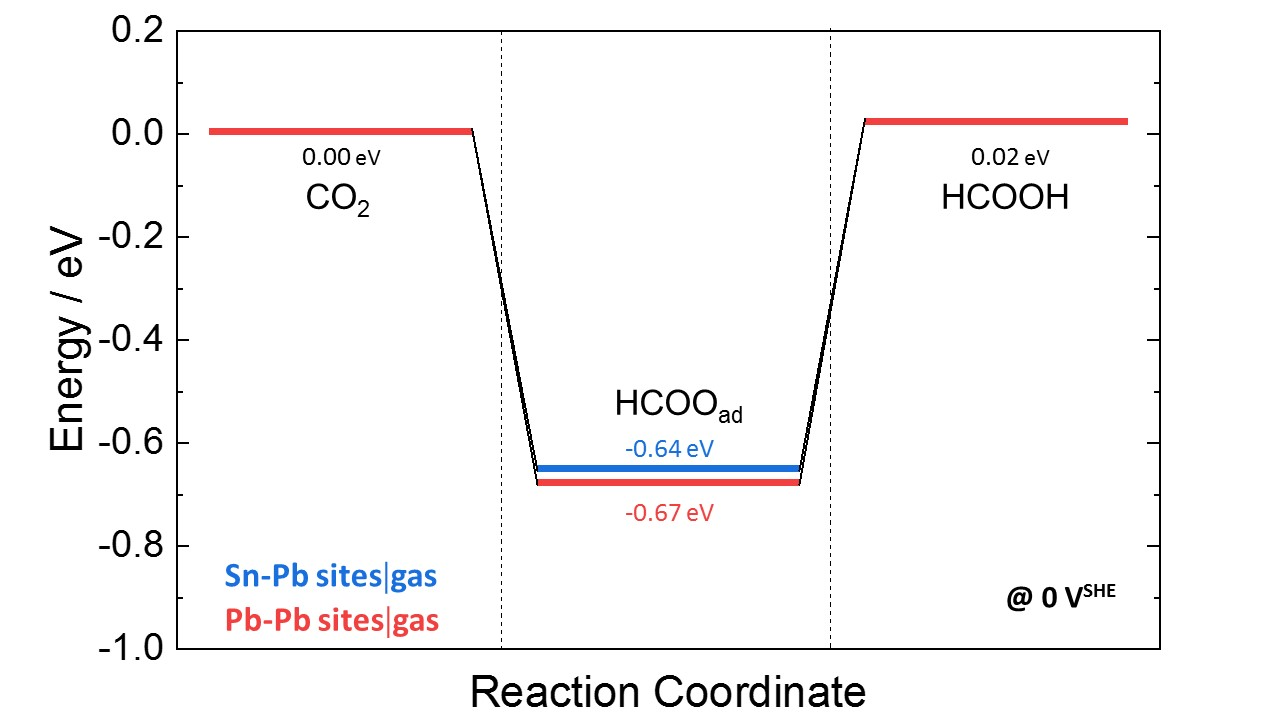 0.2
0.0
-0.2
-0.4
-0.6
-0.8
-1.0
Energy / eV
0.00 eV
CO₂
0.02 eV
HCOOH
HCOOad
-0.64 eV
-0.67 eV
Sn-Pb sites|gas
Pb-Pb sites|gas
@ 0 V^SHE
Reaction Coordinate